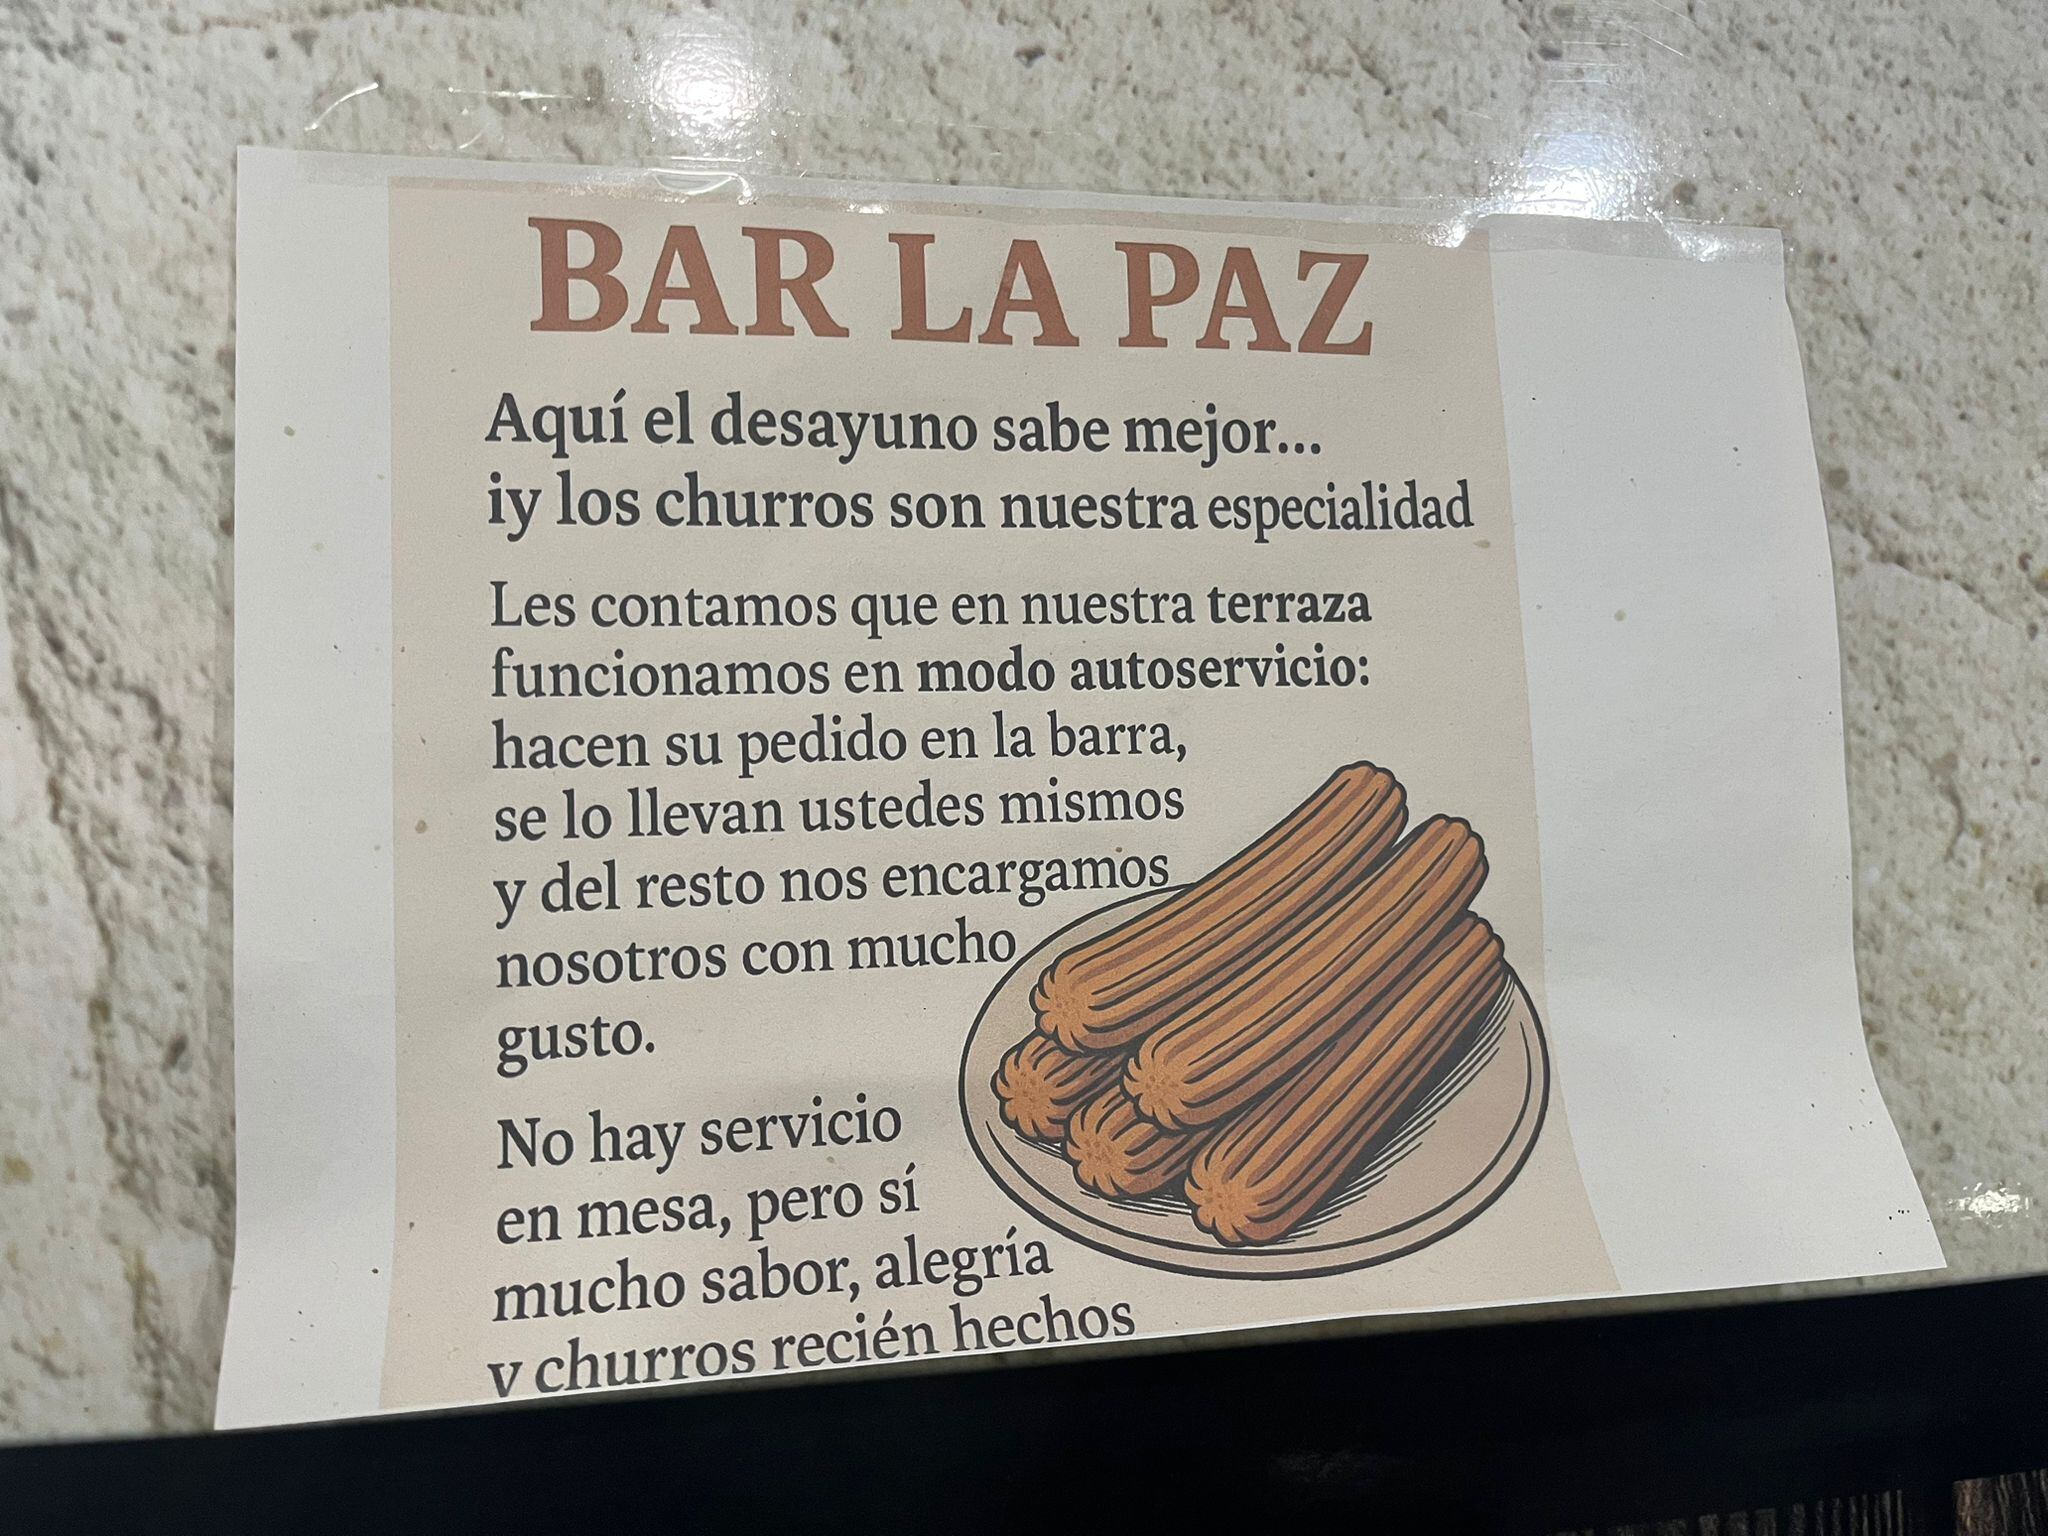 BAR LA PAZ
Aquí el desayuno sabe mejor...
¡y los churros son nuestra especialidad
Les contamos que en nuestra terraza
funcionamos en modo autoservicio:
hacen su pedido en la barra,
se lo llevan ustedes mismos
y del resto nos encargamos
nosotros con mucho
gusto.
No hay servicio
en mesa, pero sí
mucho sabor, alegría
y churros recién hechos